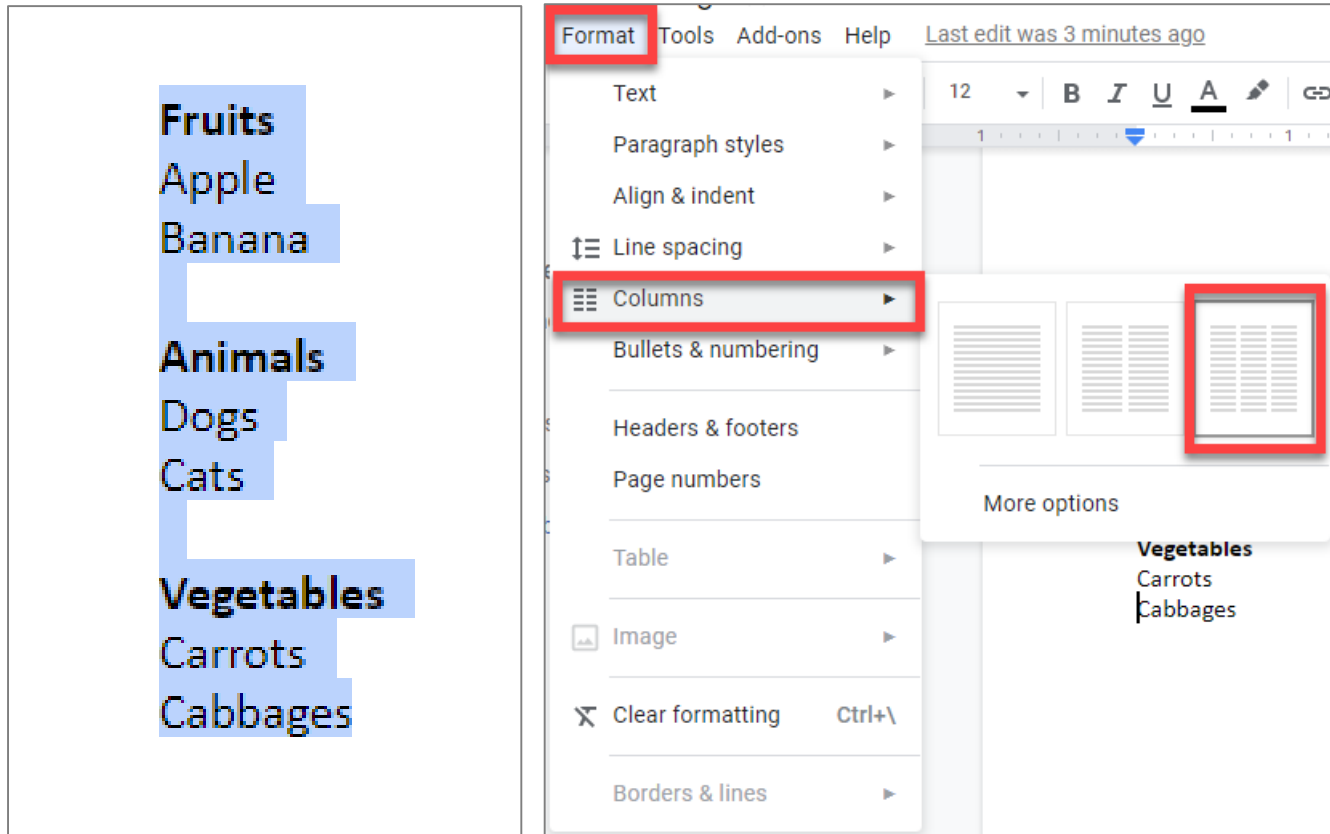 Fruits
Apple
Banana
Animals
Dogs
Cats
Vegetables
Carrots
Cabbages
Format Tools Add-ons Help Last edit was 3 minutes ago
12 B I U A
1 1
Text
Paragraph styles
Align & indent
Line spacing
Columns
Bullets & numbering
Headers & footers
Page numbers
Table
Image
Clear formatting Ctrl+\
Borders & lines
More options
Vegetables
Carrots
Cabbages